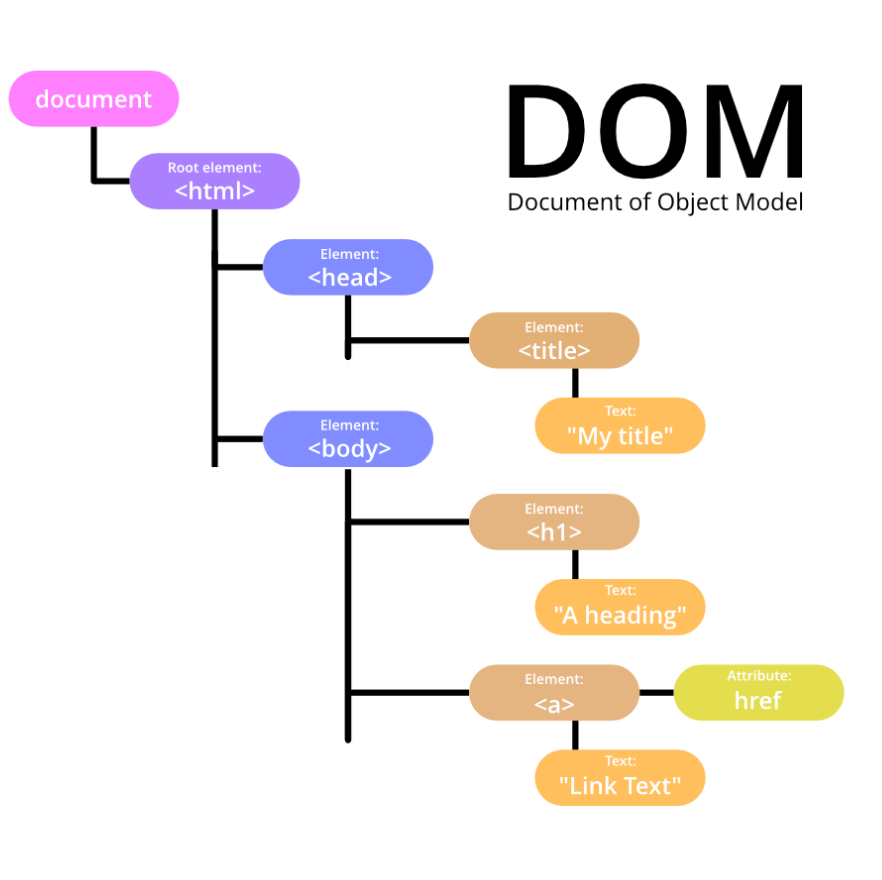 document
DOM
Document of Object Model
Root element:
<html>
Element:
<head>
Element:
<title>
Text:
"My title"
Element:
<body>
Element:
<h1>
Text:
"A heading"
Element:
<a>
Attribute:
href
Text:
"Link Text"